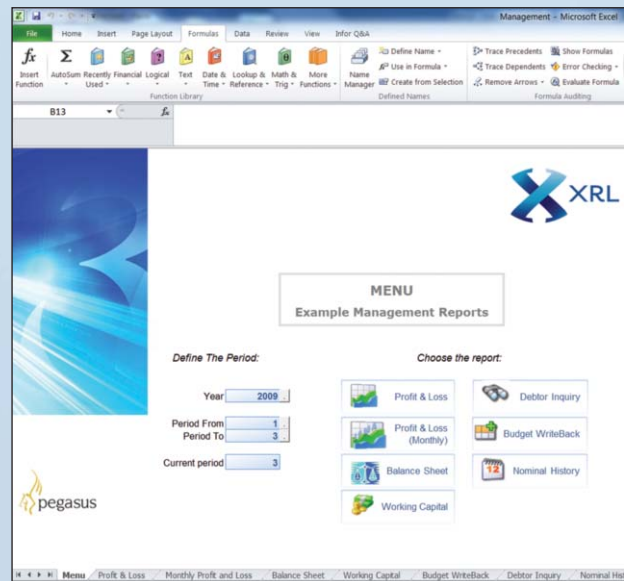 Management - Microsoft Excel
File Home Insert Page Layout Formulas Data Review View Infor Q&A
fx Insert Function
Σ AutoSum
Recently Used
Financial
Logical
Text
Date & Time
Lookup & Reference
Math & Trig
More Functions
Function Library
Name Manager
Define Name
Use in Formula
Create from Selection
Defined Names
Trace Precedents
Trace Dependents
Remove Arrows
Show Formulas
Error Checking
Evaluate Formula
Formula Auditing
B13 fx
XRL
MENU
Example Management Reports
Define The Period:
Choose the report:
Year 2009
Period From 1
Period To 3
Current period 3
Profit & Loss
Debtor Inquiry
Profit & Loss
(Monthly)
Budget WriteBack
Balance Sheet
12 Nominal History
Working Capital
pegasus
Menu Profit & Loss Monthly Profit and Loss Balance Sheet Working Capital Budget WriteBack Debtor Inquiry Nominal Hist